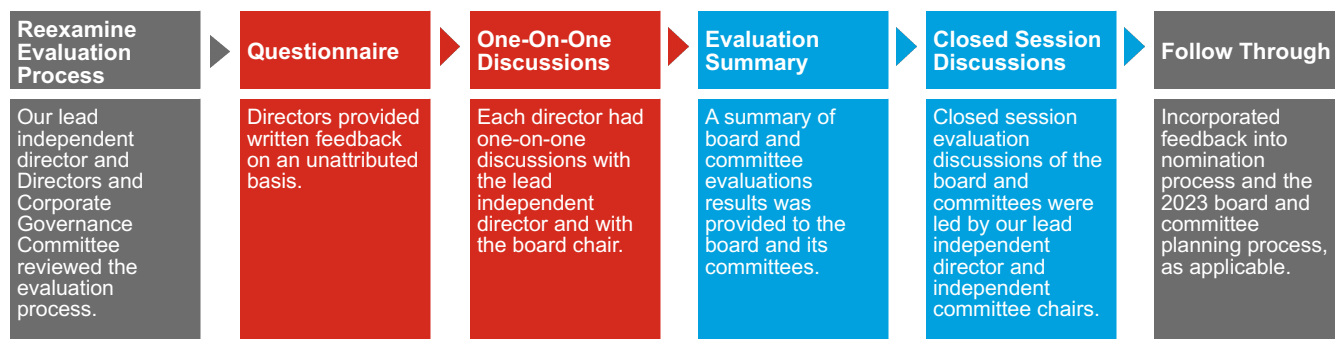 Reexamine
Evaluation
Process
Our lead
independent
director and
Directors and
Corporate
Governance
Committee
reviewed the
evaluation
process.
Questionnaire
Directors provided
written feedback
on an unattributed
basis.
One-On-One
Discussions
Each director had
one-on-one
discussions with
the lead
independent
director and with
the board chair.
Evaluation
Summary
A summary of
board and
committee
evaluations
results was
provided to the
board and its
committees.
Closed Session
Discussions
Closed session
evaluation
discussions of the
board and
committees were
led by our lead
independent
director and
independent
committee chairs.
Follow Through
Incorporated
feedback into
nomination
process and the
2023 board and
committee
planning process,
as applicable.